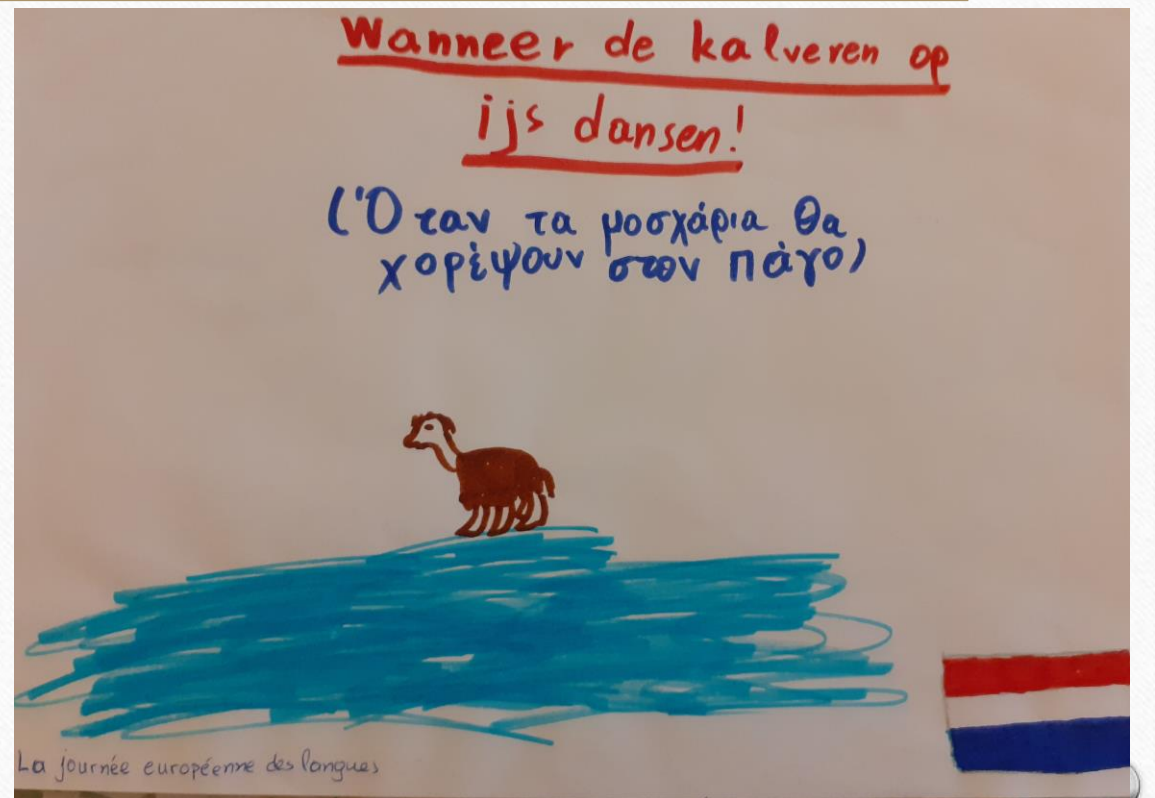 Wanneer de kalveren op
ijs dansen!
(Όταν τα μοσχάρια θα
χορέψουν στον πάγο)
La journée européenne des langues